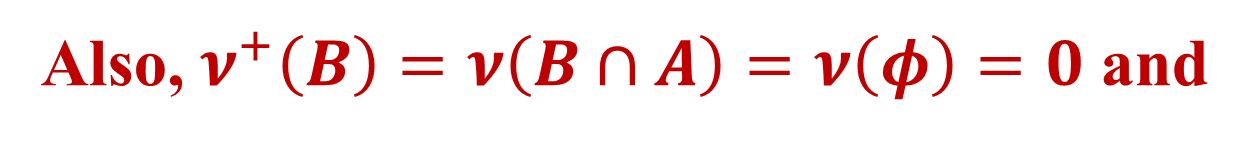 Also, ν⁺(B) = ν(B ∩ A) = ν(ϕ) = 0 and